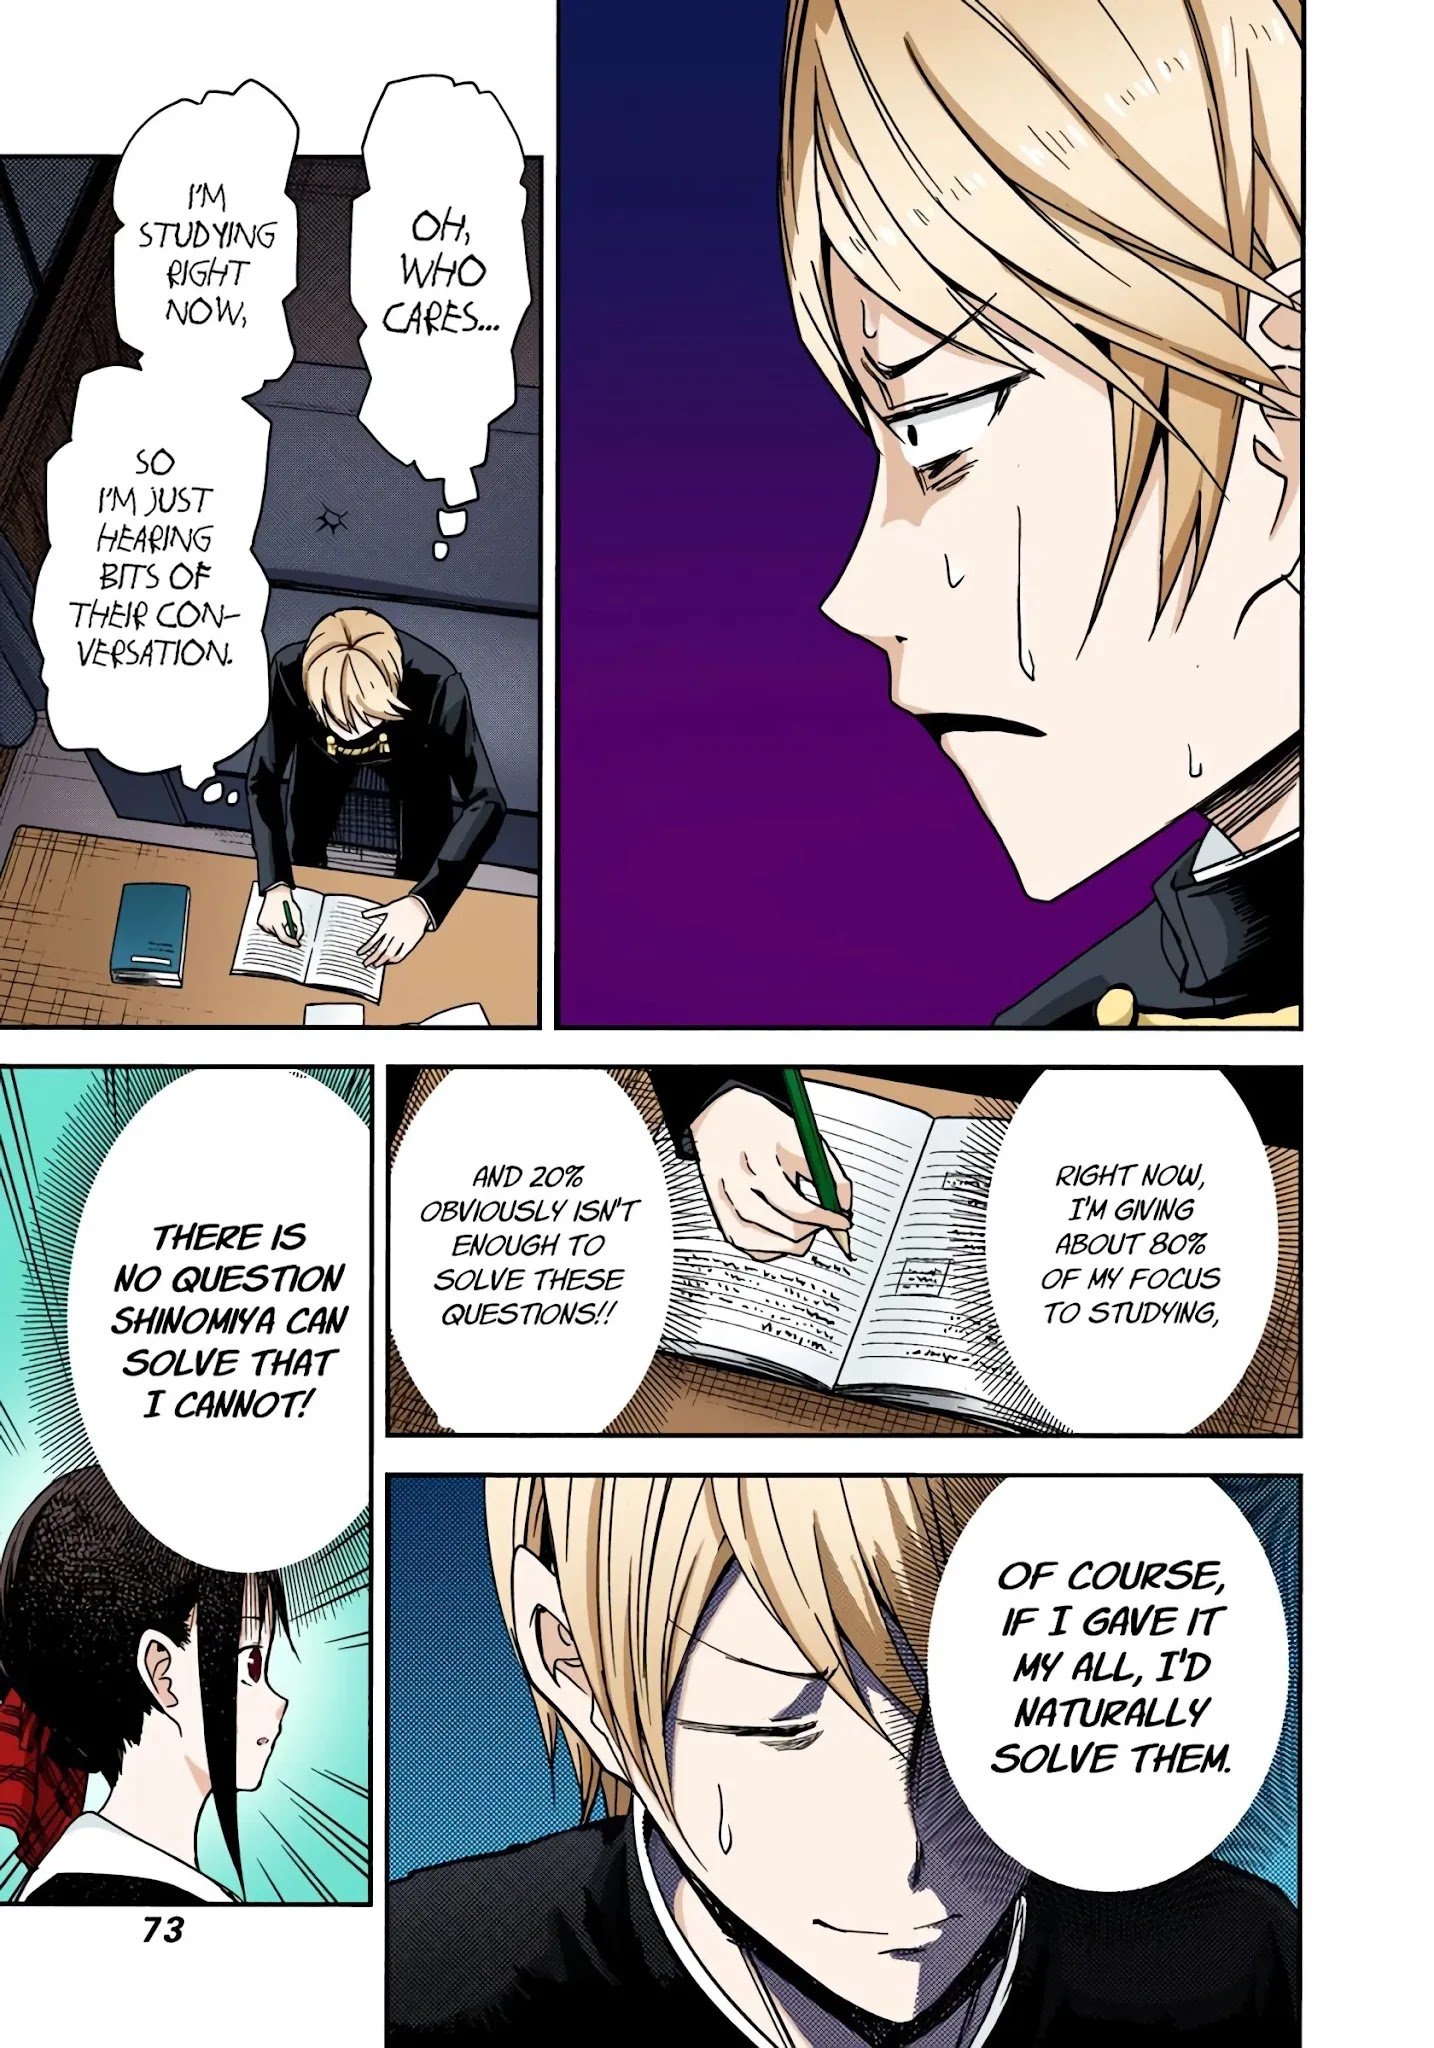 OH,
WHO
CARES...
I'M
STUDYING
RIGHT
NOW,
SO
I'M JUST
HEARING
BITS OF
THEIR CON-
VERSATION.
RIGHT NOW,
I'M GIVING
ABOUT 80%
OF MY FOCUS
TO STUDYING,
AND 20%
OBVIOUSLY ISN'T
ENOUGH TO
SOLVE THESE
QUESTIONS!!
OF COURSE,
IF I GAVE IT
MY ALL, I'D
NATURALLY
SOLVE THEM.
THERE IS
NO QUESTION
SHINOMIYA CAN
SOLVE THAT
I CANNOT!
73